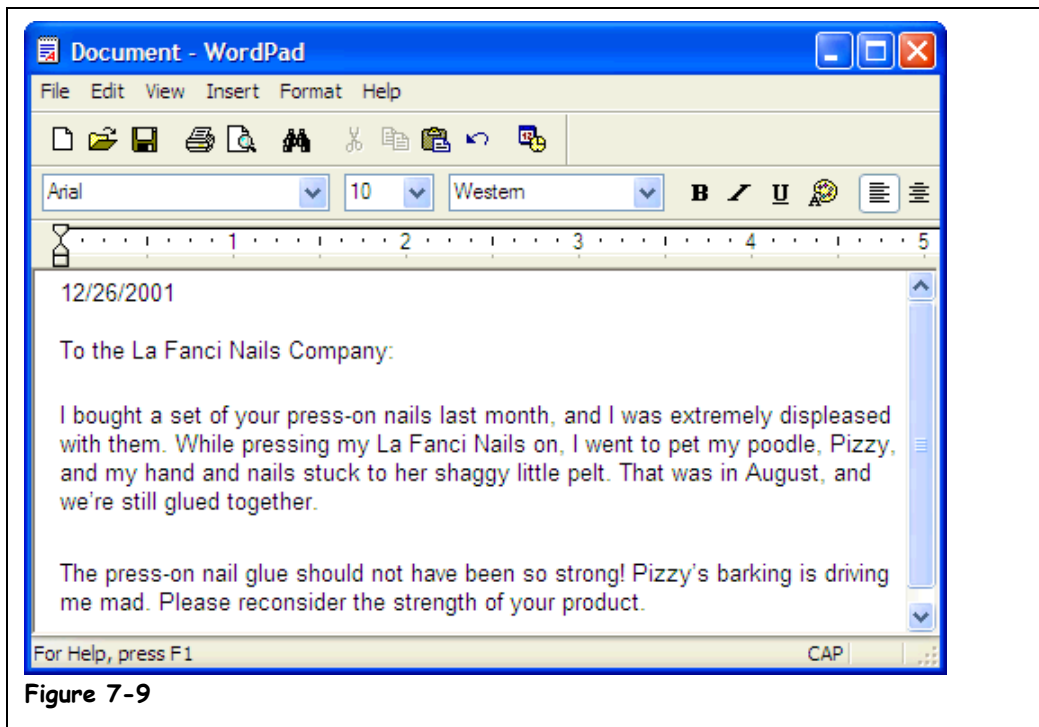 Document - WordPad
File Edit View Insert Format Help
Arial 10 Western B I U
1 2 3 4 5
12/26/2001
To the La Fanci Nails Company:
I bought a set of your press-on nails last month, and I was extremely displeased
with them. While pressing my La Fanci Nails on, I went to pet my poodle, Pizzy,
and my hand and nails stuck to her shaggy little pelt. That was in August, and
we're still glued together.
The press-on nail glue should not have been so strong! Pizzy's barking is driving
me mad. Please reconsider the strength of your product.
For Help, press F1 CAP
Figure 7-9